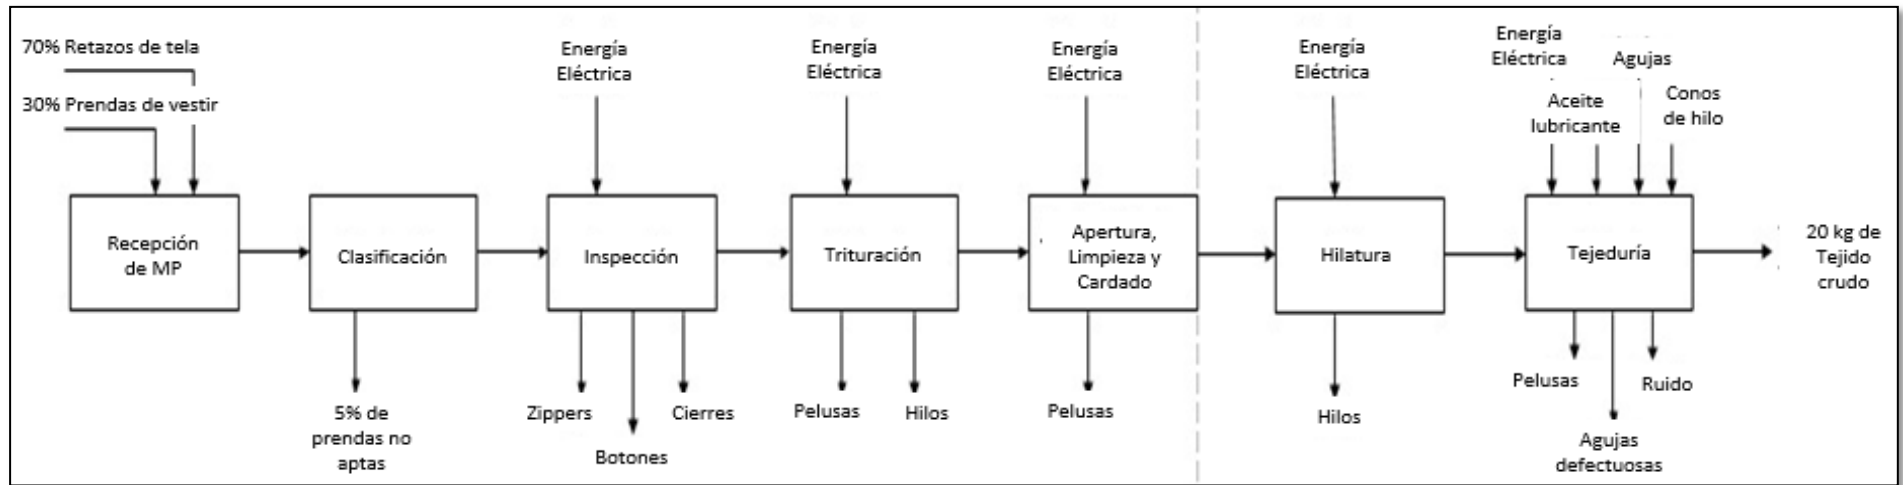 70% Retazos de tela
30% Prendas de vestir
Energía
Eléctrica
Energía
Eléctrica
Energía
Eléctrica
Energía
Eléctrica
Energía
Eléctrica
Agujas
Aceite
lubricante
Conos
de hilo
Recepción
de MP
Clasificación
Inspección
Trituración
Apertura,
Limpieza y
Cardado
Hilatura
Tejeduría
20 kg de
Tejido
crudo
5% de
prendas no
aptas
Zippers
Botones
Cierres
Pelusas
Hilos
Pelusas
Hilos
Pelusas
Ruido
Agujas
defectuosas